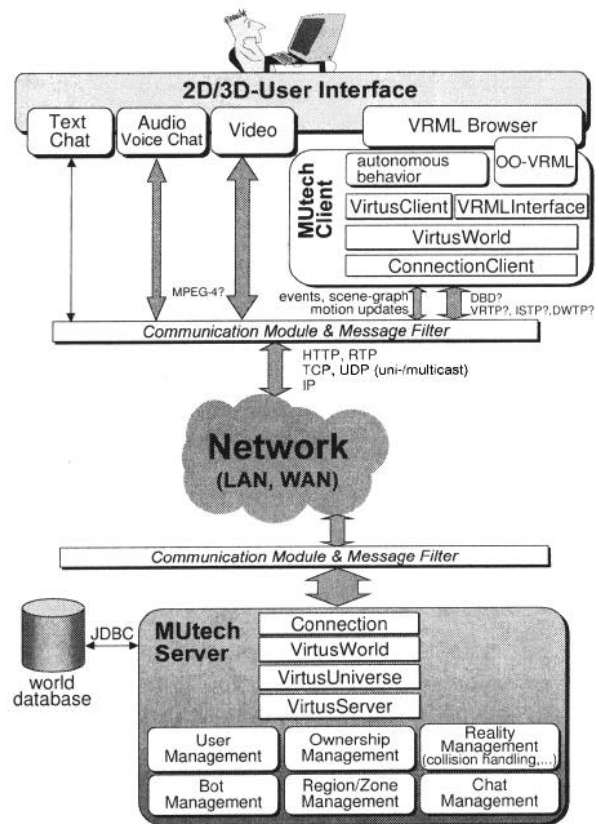 2D/3D-User Interface
Text
Chat
Audio
Voice Chat
Video
VRML Browser
MUtech
Client
autonomous
behavior
OO-VRML
VirtusClient
VRMLInterface
VirtusWorld
ConnectionClient
MPEG-4?
events, scene-graph
motion updates
DBD?
VRTP?, ISTP?,DWTP?
Communication Module & Message Filter
HTTP, RTP
TCP, UDP (uni-/multicast)
IP
Network
(LAN, WAN)
Communication Module & Message Filter
world
database
JDBC
MUtech
Server
Connection
VirtusWorld
VirtusUniverse
VirtusServer
User
Management
Ownership
Management
Reality
Management
(collision handling,...)
Bot
Management
Region/Zone
Management
Chat
Management